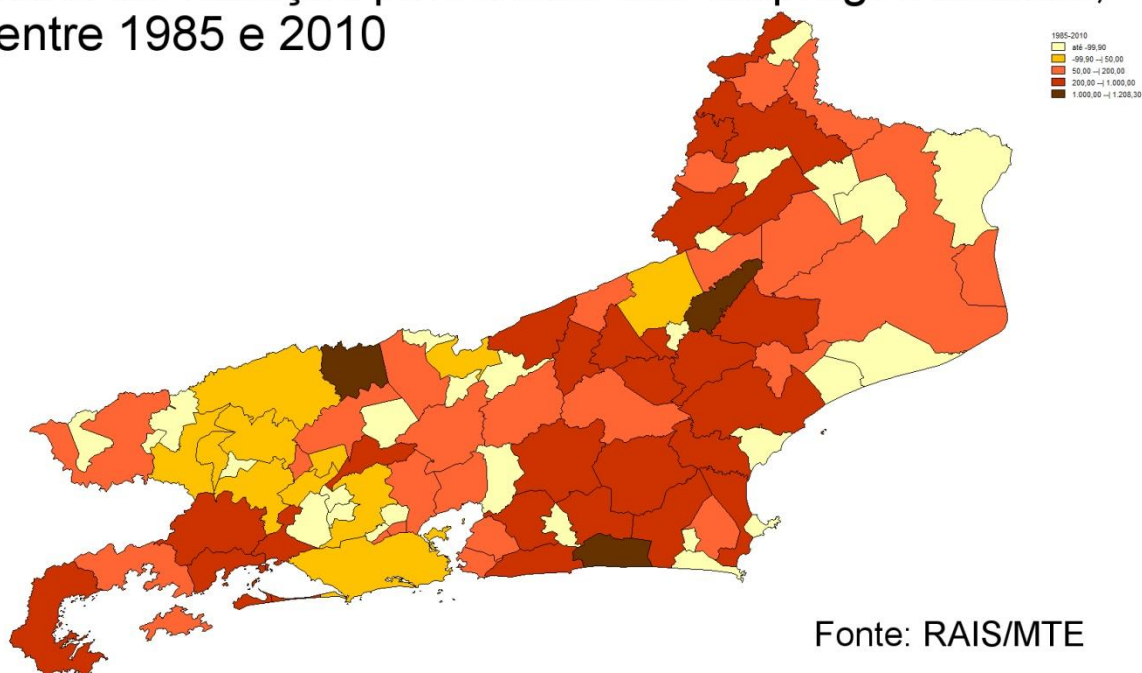 entre 1985 e 2010
1985-2010
até -99,90
-99,90 --| 50,00
50,00 --| 200,00
200,00 --| 1.000,00
1.000,00 --| 1.208,30
Fonte: RAIS/MTE